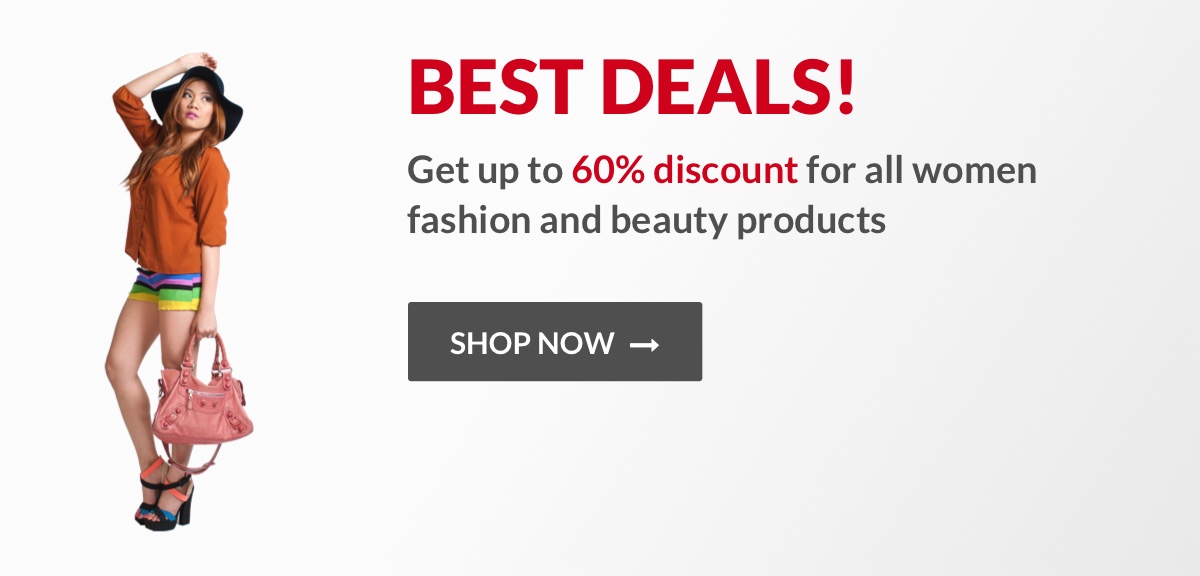 BEST DEALS!
Get up to 60% discount for all women
fashion and beauty products
SHOP NOW →